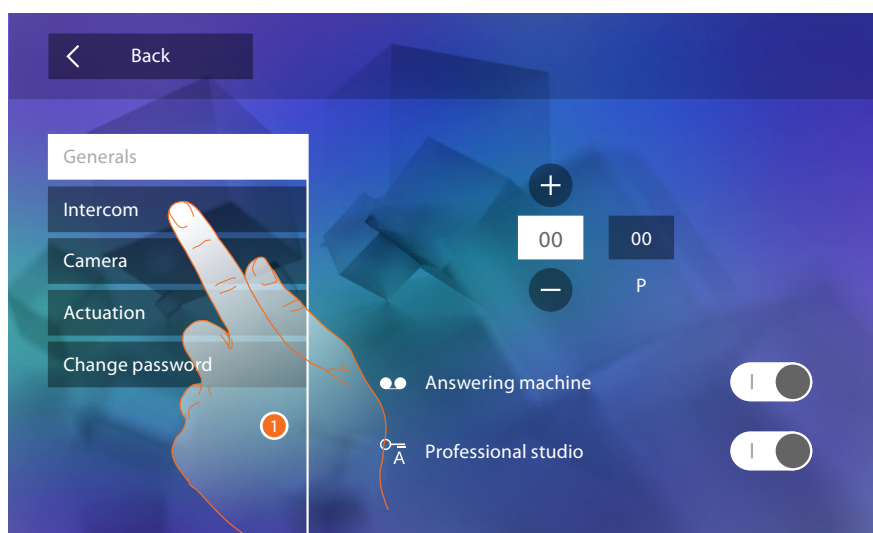 Back
Generals
Intercom
Camera
Actuation
Change password
1
00 00
P
Answering machine
A Professional studio